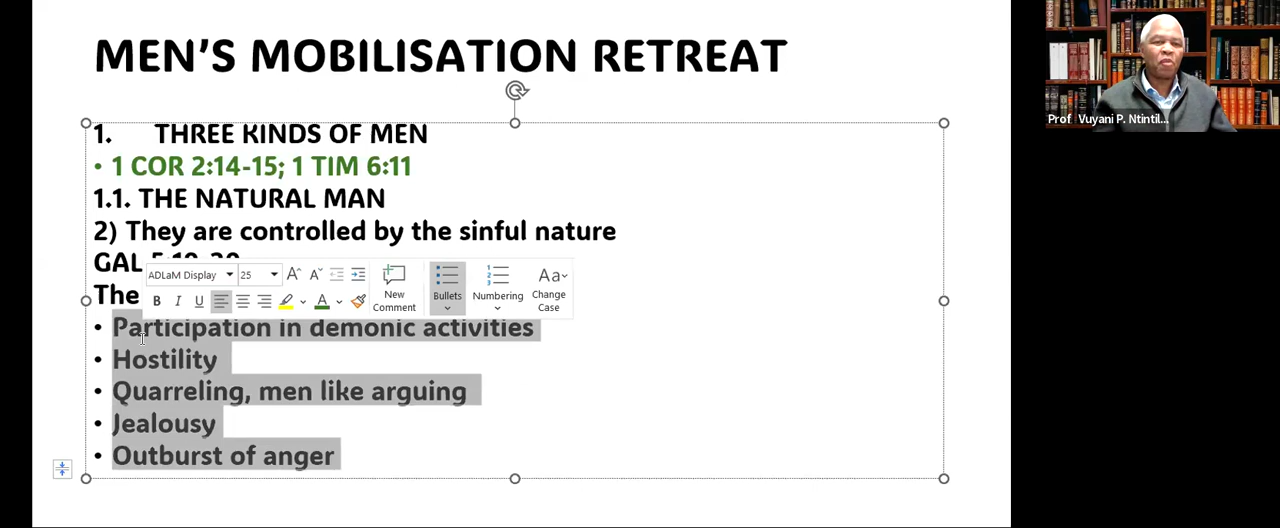 MEN'S MOBILISATION RETREAT
Prof Vuyani P. Ntintil...
1. THREE KINDS OF MEN
• 1 COR 2:14-15; 1 TIM 6:11
1.1. THE NATURAL MAN
2) They are controlled by the sinful nature
GAL
The
ADLaM Display 25
New Comment
Bullets
Numbering
Aa
Change Case
B I U A
• Participation in demonic activities
• Hostility
• Quarreling, men like arguing
• Jealousy
• Outburst of anger